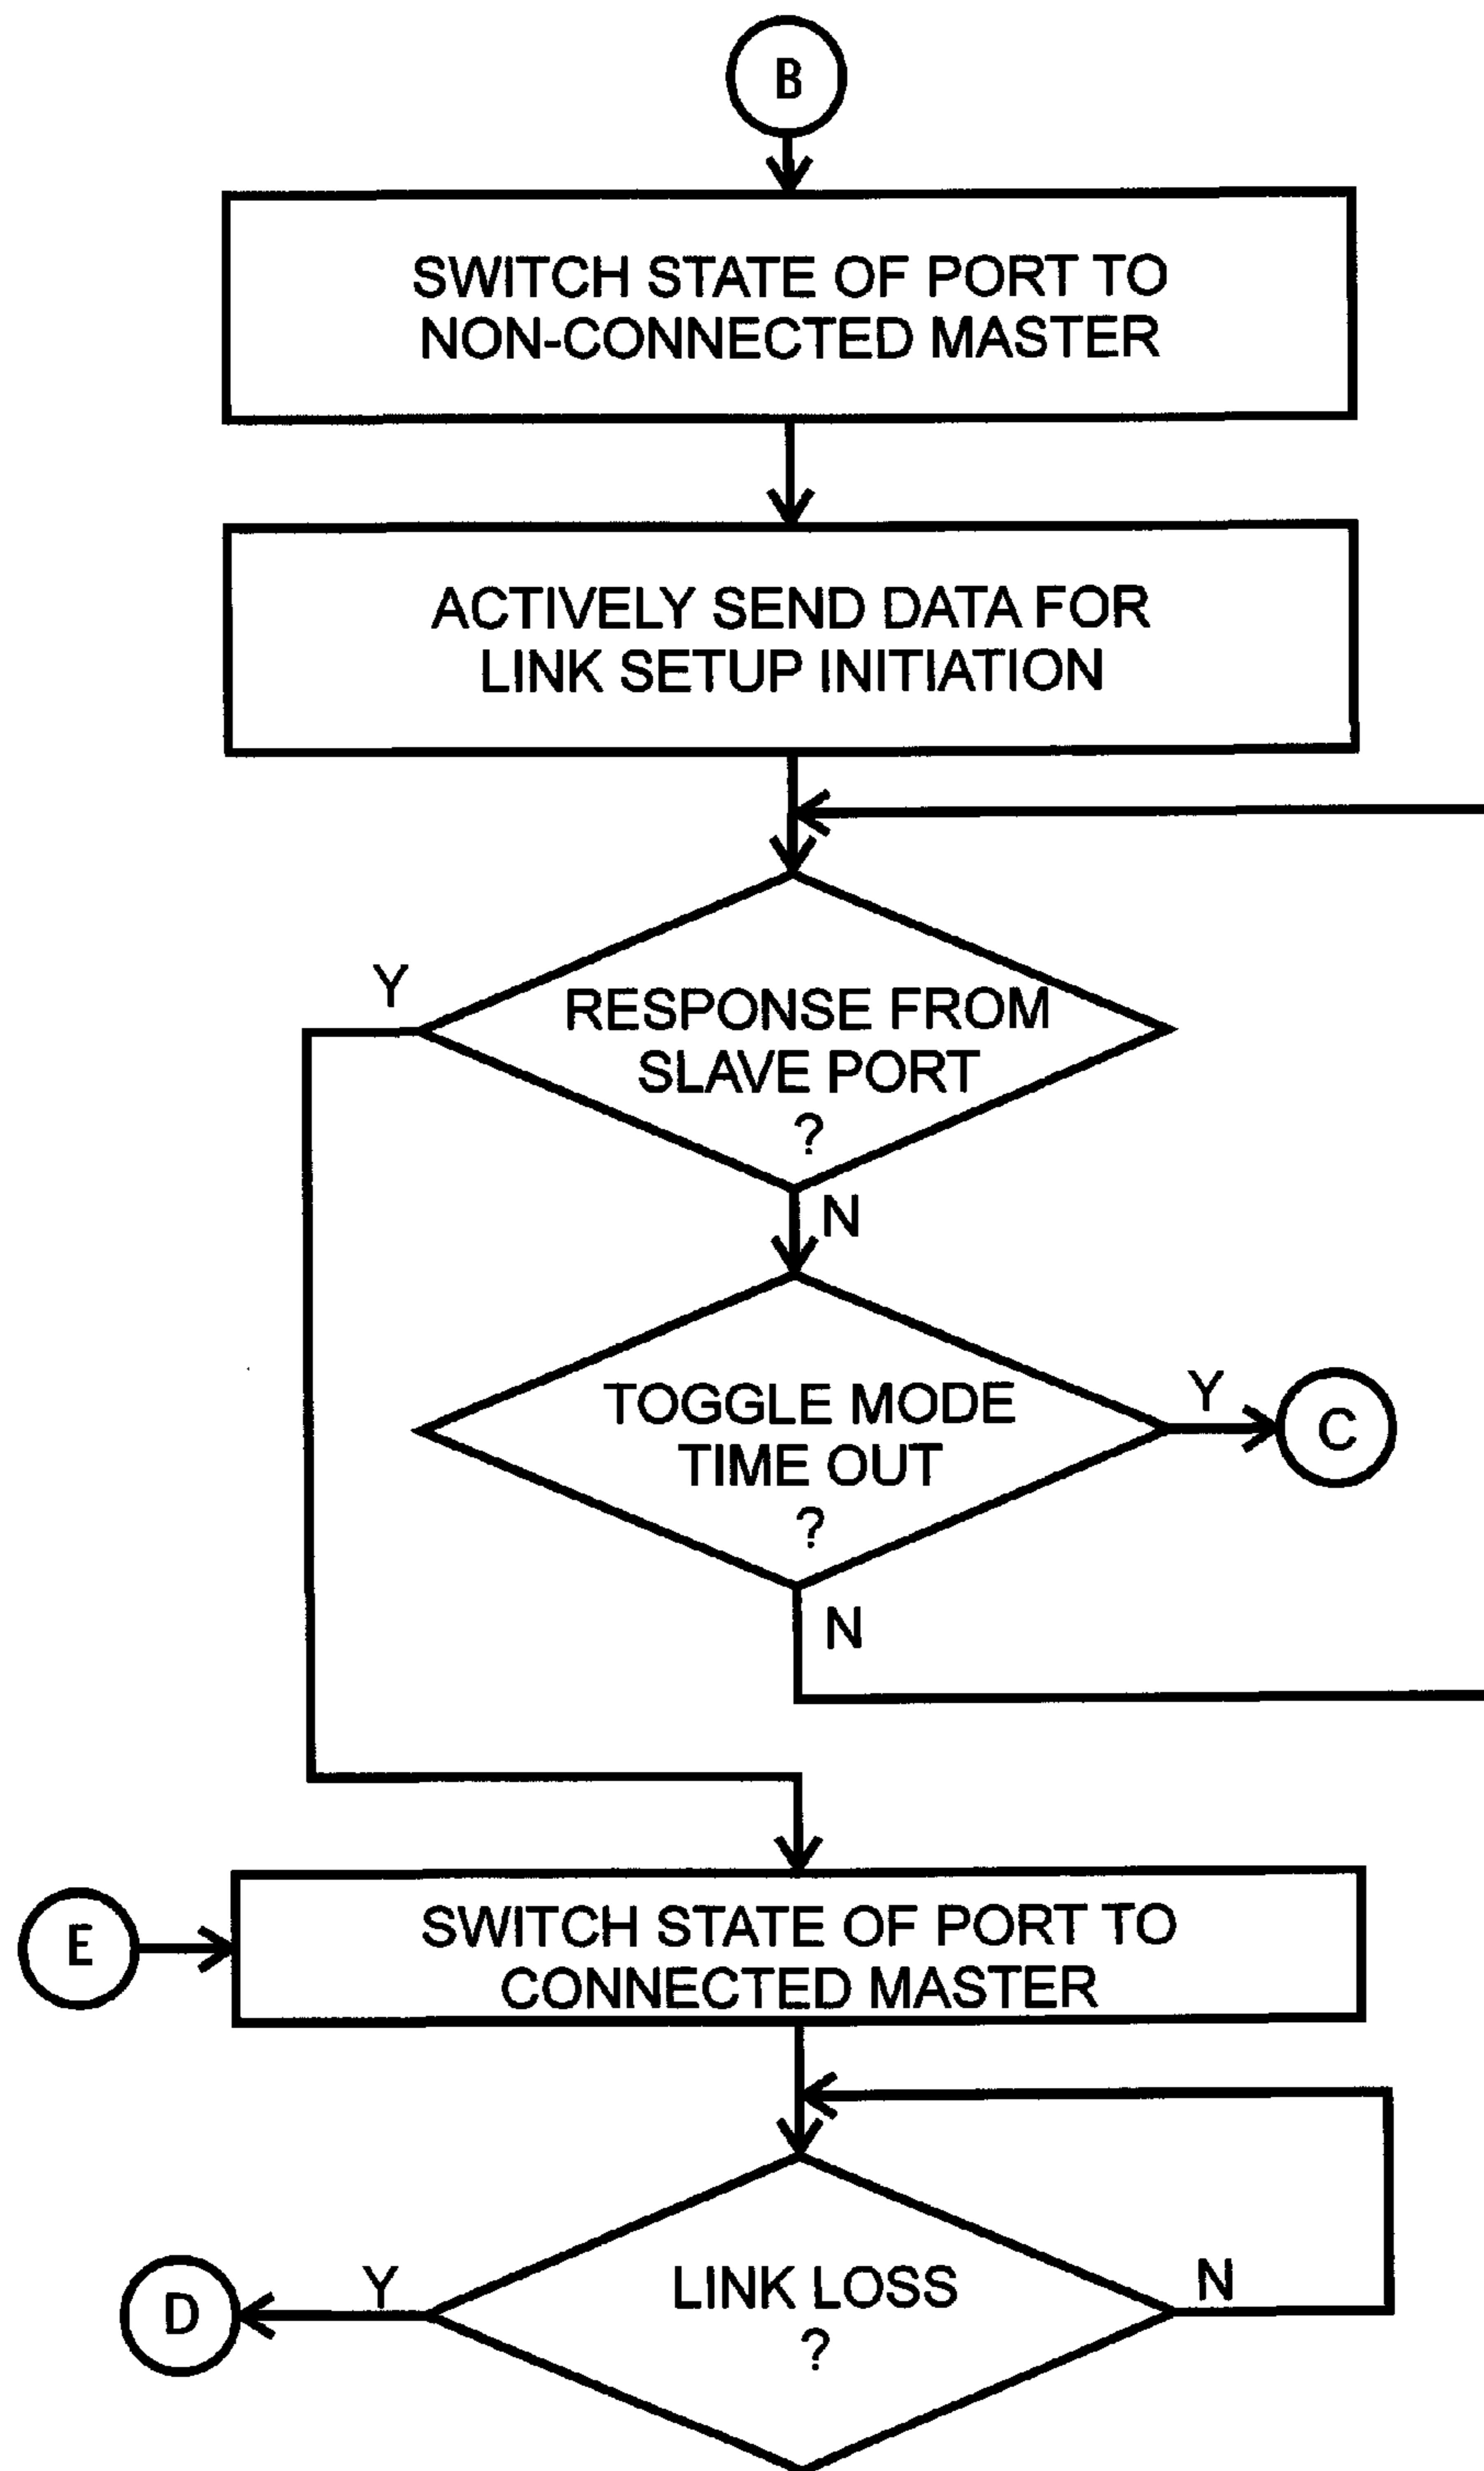 B
SWITCH STATE OF PORT TO
NON-CONNECTED MASTER
ACTIVELY SEND DATA FOR
LINK SETUP INITIATION
Y
RESPONSE FROM
SLAVE PORT
?
N
TOGGLE MODE
TIME OUT
?
Y
C
N
E
SWITCH STATE OF PORT TO
CONNECTED MASTER
D
Y
LINK LOSS
?
N